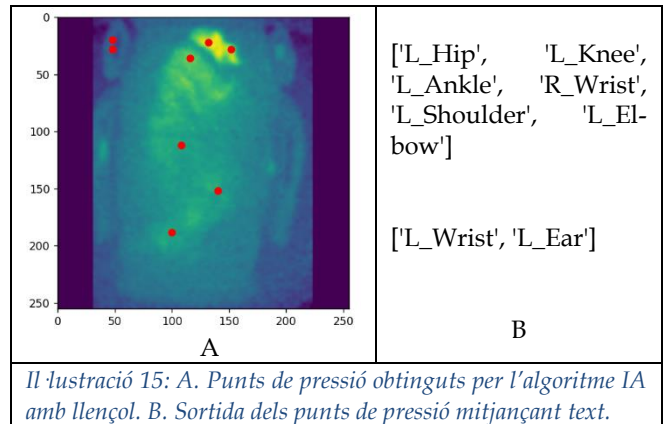 0
50
100
150
200
250
0 50 100 150 200 250
A
['L_Hip', 'L_Knee',
'L_Ankle', 'R_Wrist',
'L_Shoulder', 'L_El-
bow']
['L_Wrist', 'L_Ear']
B
Il·lustració 15: A. Punts de pressió obtinguts per l'algoritme IA
amb llençol. B. Sortida dels punts de pressió mitjançant text.